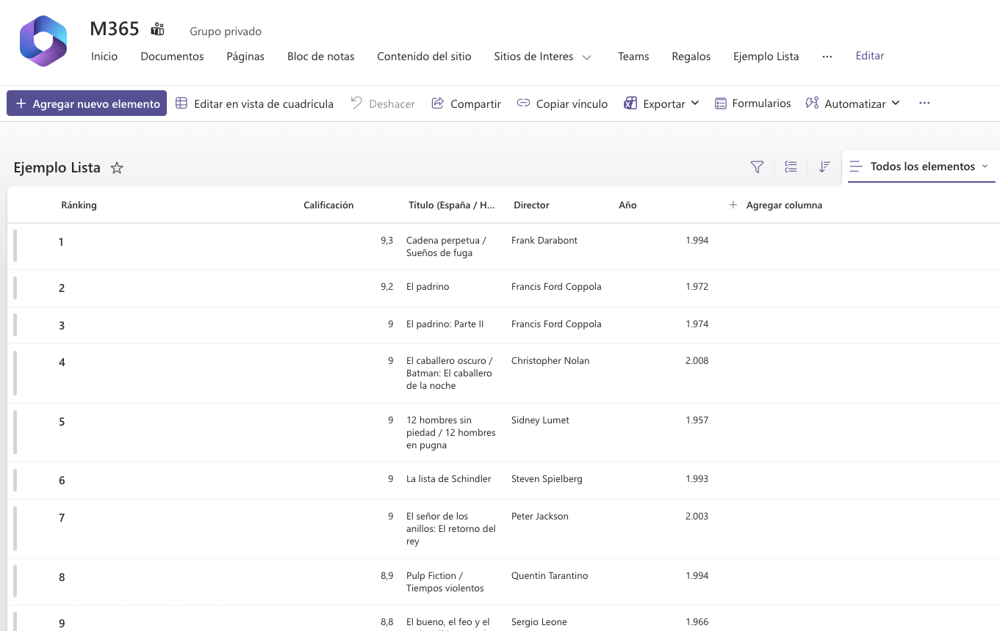 M365
Grupo privado
Inicio Documentos Páginas Bloc de notas Contenido del sitio Sitios de Interes Teams Regalos Ejemplo Lista ··· Editar
+ Agregar nuevo elemento Editar en vista de cuadrícula Deshacer Compartir Copiar vínculo Exportar Formularios Automatizar ···
Ejemplo Lista
Todos los elementos
Ránking Calificación Título (España / H... Director Año + Agregar columna
1 9,3 Cadena perpetua / Frank Darabont 1.994
Sueños de fuga
2 9,2 El padrino Francis Ford Coppola 1.972
3 9 El padrino: Parte II Francis Ford Coppola 1.974
4 9 El caballero oscuro / Christopher Nolan 2.008
Batman: El caballero
de la noche
5 9 12 hombres sin Sidney Lumet 1.957
piedad / 12 hombres
en pugna
6 9 La lista de Schindler Steven Spielberg 1.993
7 9 El señor de los Peter Jackson 2.003
anillos: El retorno del
rey
8 8,9 Pulp Fiction / Quentin Tarantino 1.994
Tiempos violentos
9 8,8 El bueno, el feo y el Sergio Leone 1.966